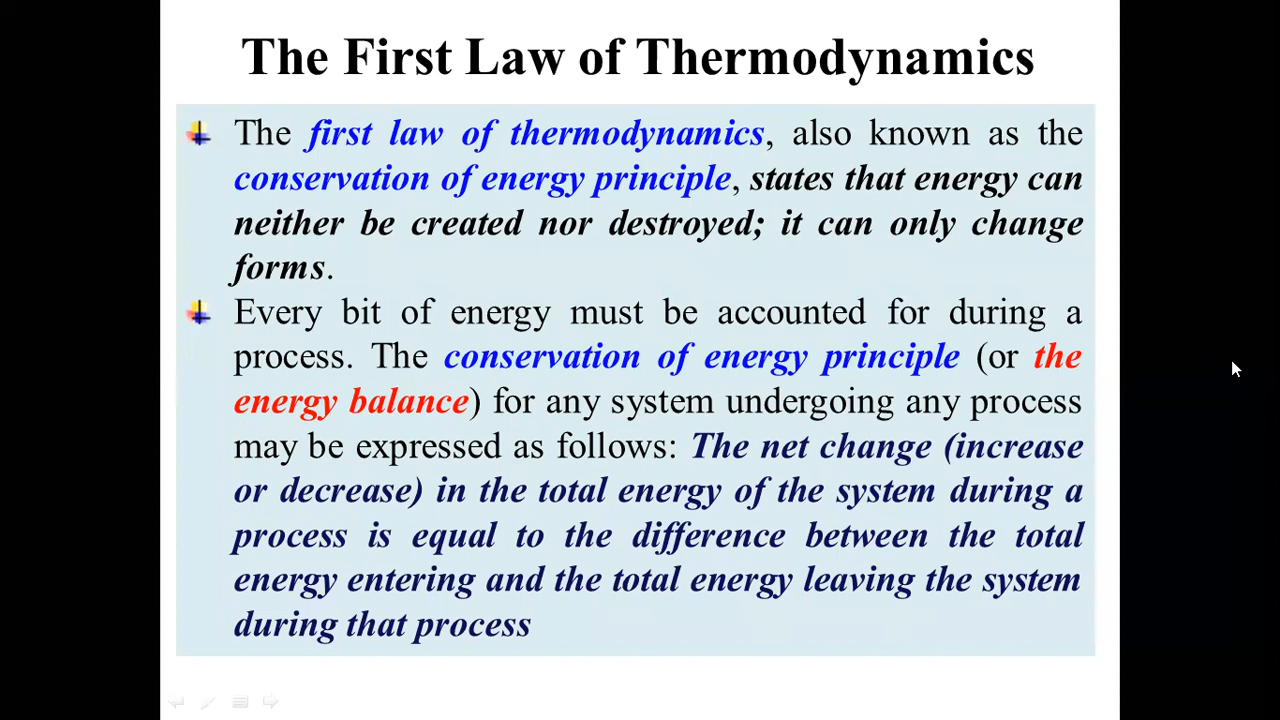 The First Law of Thermodynamics
The first law of thermodynamics, also known as the
conservation of energy principle, states that energy can
neither be created nor destroyed; it can only change
forms.
Every bit of energy must be accounted for during a
process. The conservation of energy principle (or the
energy balance) for any system undergoing any process
may be expressed as follows: The net change (increase
or decrease) in the total energy of the system during a
process is equal to the difference between the total
energy entering and the total energy leaving the system
during that process